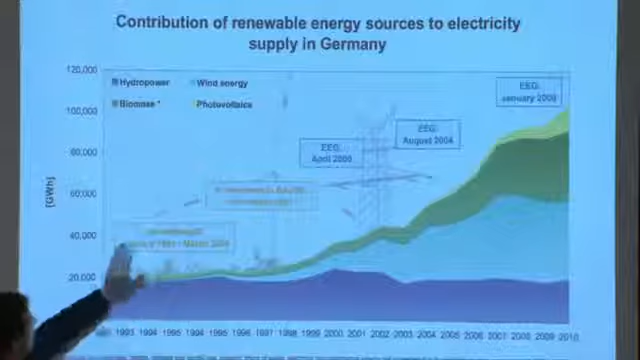 Contribution of renewable energy sources to electricity
supply in Germany
120,000
100,000
80,000
60,000
40,000
20,000
[GWh]
Hydropower
Wind energy
Biomass *
Photovoltaics
EEG:
January 2009
EEG:
August 2004
EEG:
April 2000
1993 1994 1995 1994 1996 1997 1998 1999 2000 2001 2002 2003 2004 2005 2006 2007 2008 2009 2010